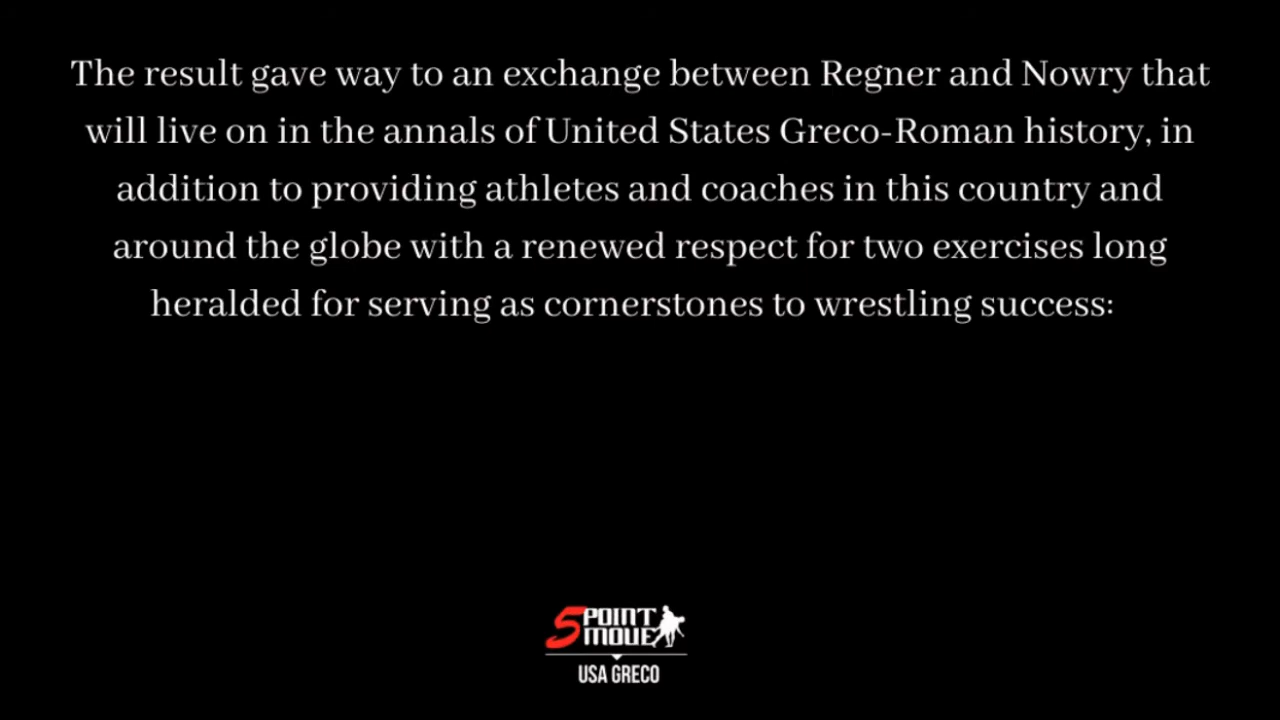 The result gave way to an exchange between Regner and Nowry that
will live on in the annals of United States Greco-Roman history, in
addition to providing athletes and coaches in this country and
around the globe with a renewed respect for two exercises long
heralded for serving as cornerstones to wrestling success:
5 POINT
MOVE
USA GRECO